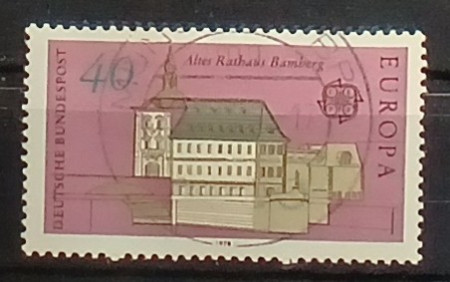 DEUTSCHE BUNDESPOST
40
Altes Rathaus Bamberg
EUROPA
1978